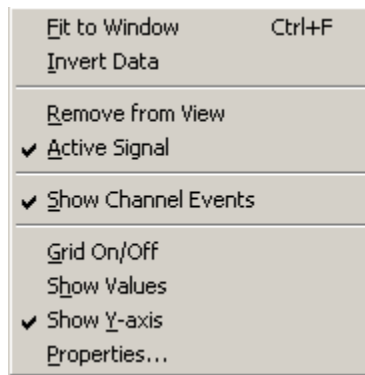 Fit to Window Ctrl+F
Invert Data
Remove from View
Active Signal
Show Channel Events
Grid On/Off
Show Values
Show Y-axis
Properties...